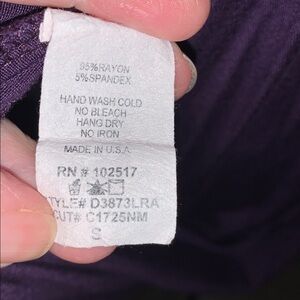 95%RAYON
5%SPANDEX
HAND WASH COLD
NO BLEACH
HANG DRY
NO IRON
MADE IN U.S.A.
RN # 102517
TYLE# D3873LRA
CUT# C1725NM
S